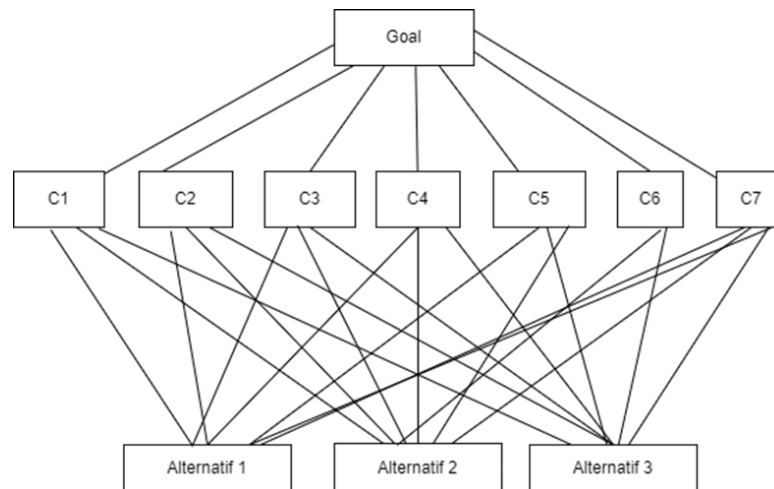 Goal
C1 C2 C3 C4 C5 C6 C7
Alternatif 1 Alternatif 2 Alternatif 3